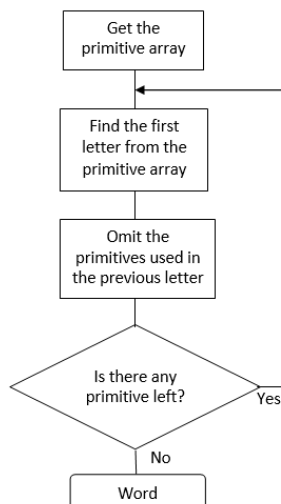 Get the
primitive array
Find the first
letter from the
primitive array
Omit the
primitives used in
the previous letter
Is there any
primitive left?
Yes
No
Word